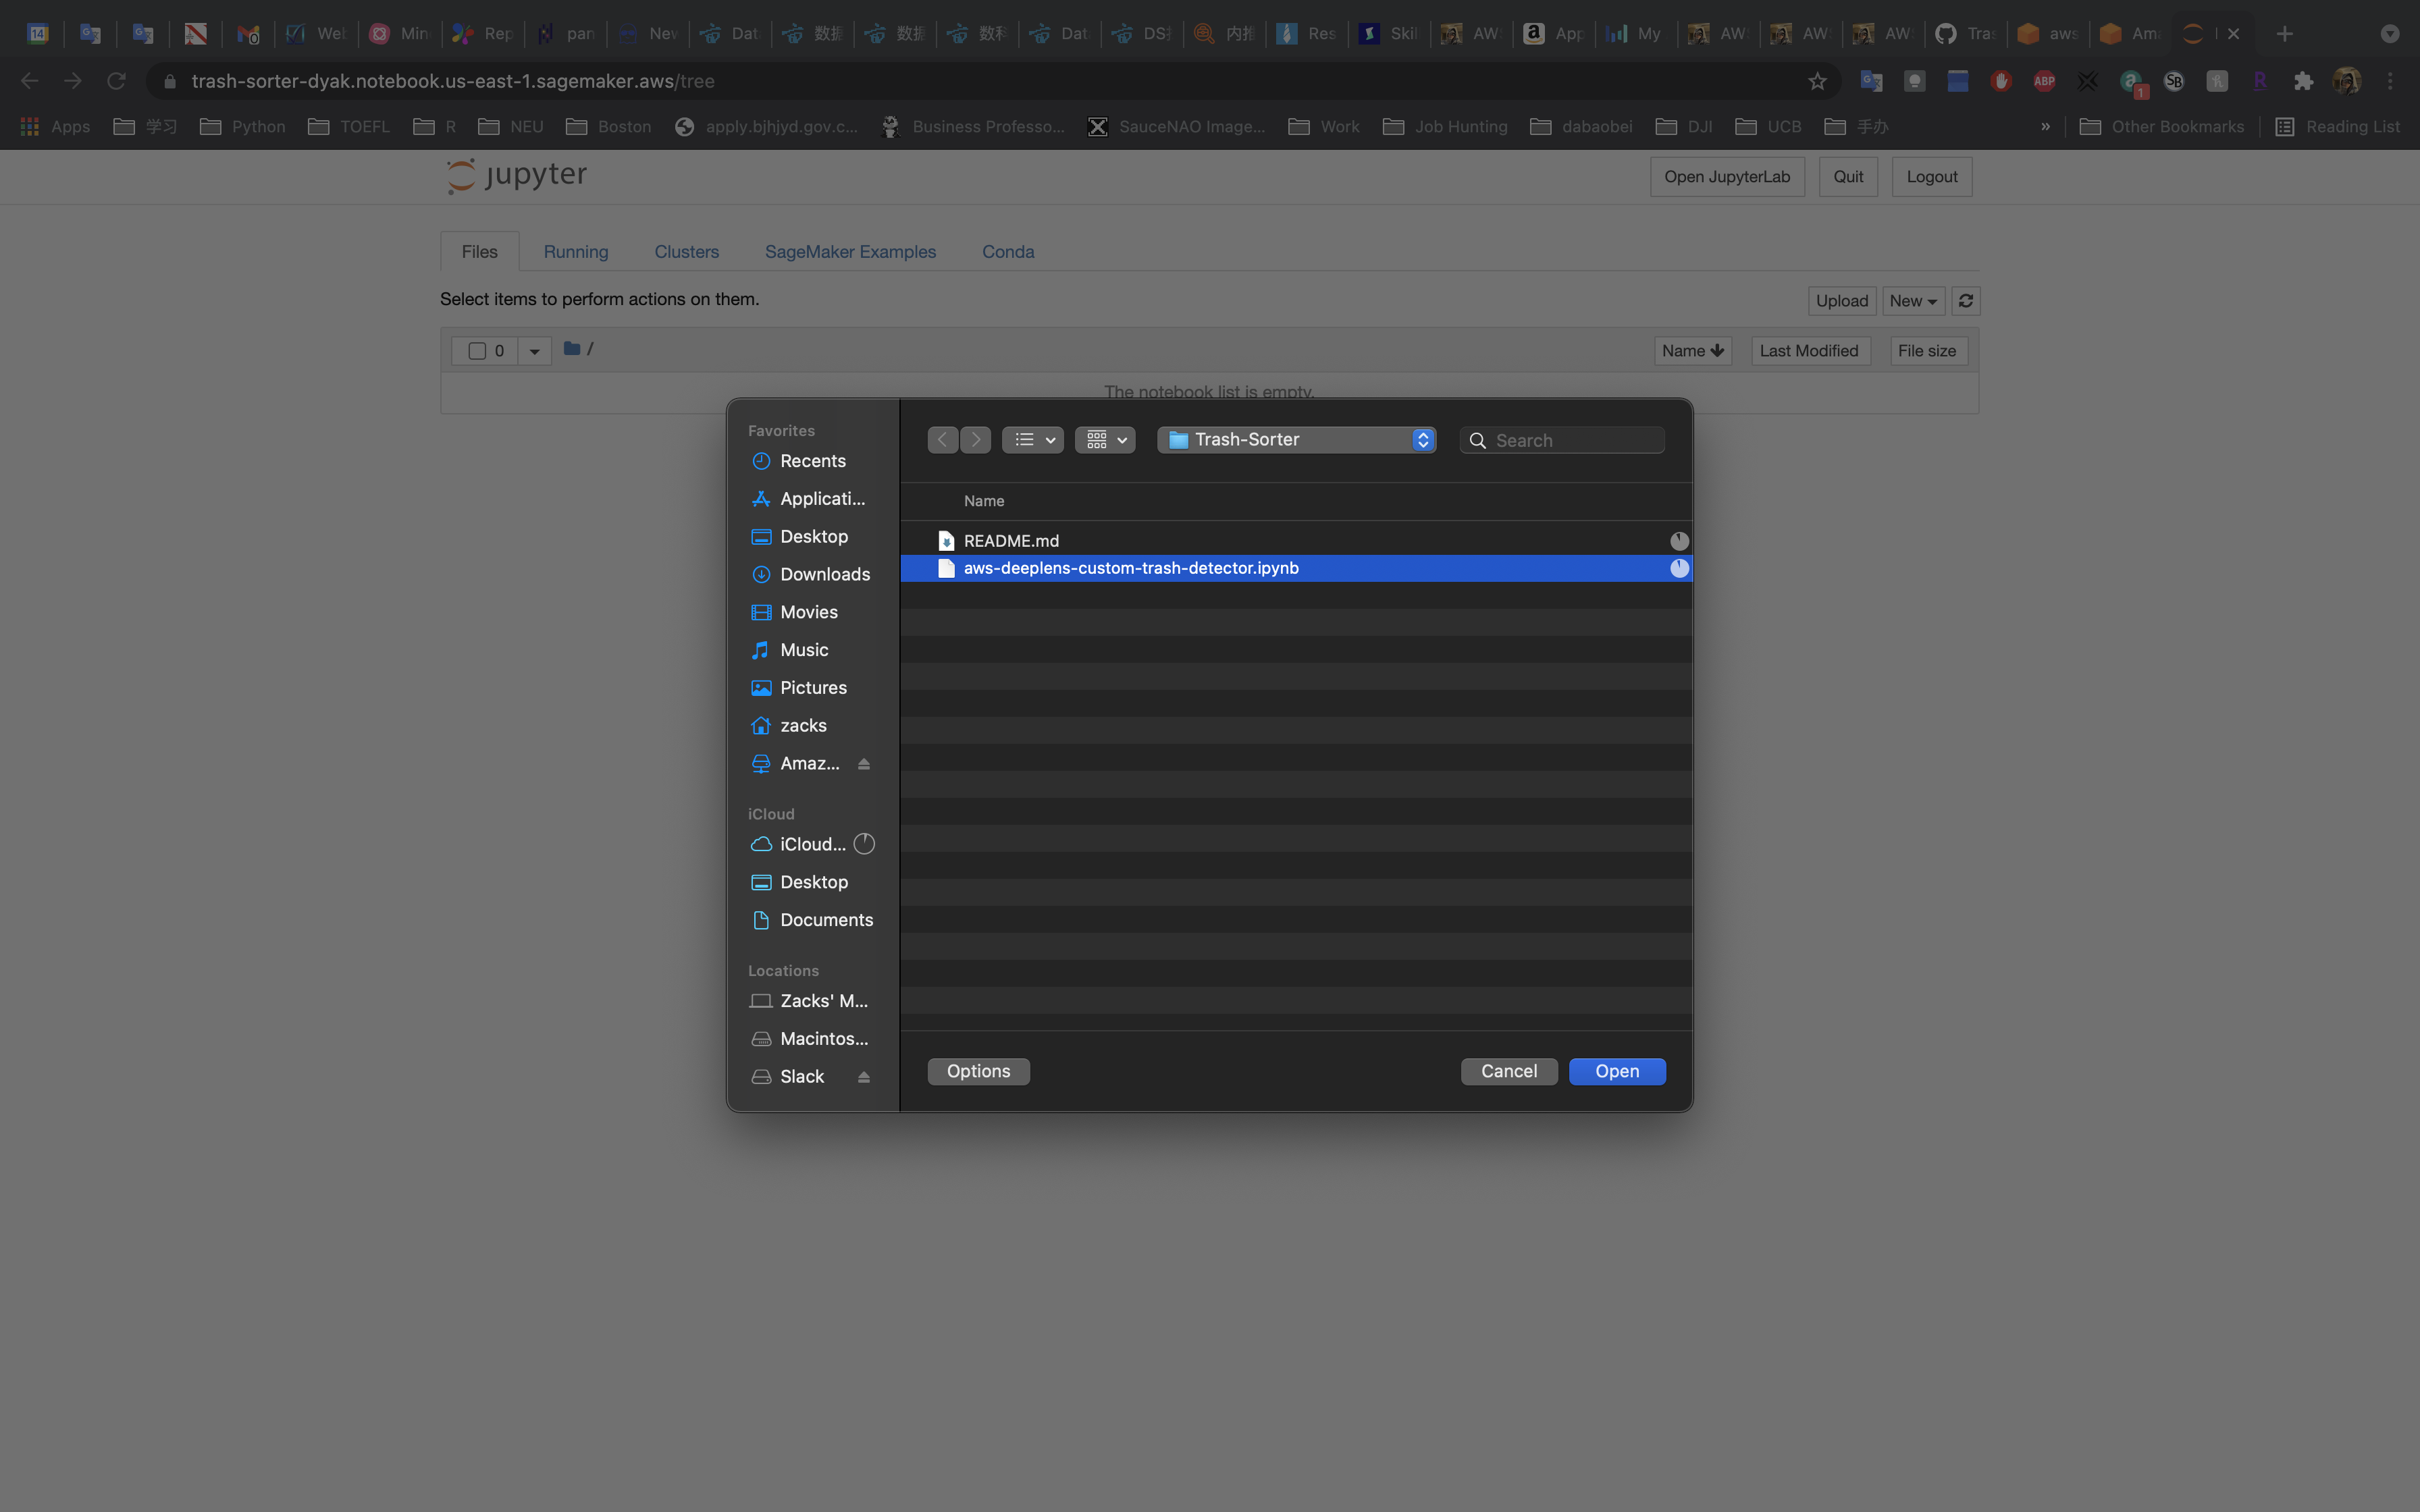 14 Wel Min Rep pan Nev Dat 数据 数据 数科 Dat DS 内推 Res Skil AW App My AW AW AW Tras aws Ama
trash-sorter-dyak.notebook.us-east-1.sagemaker.aws/tree ABP 1 SB R
Apps 学习 Python TOEFL R NEU Boston apply.bjhjyd.gov.c... Business Professo... SauceNAO Image... Work Job Hunting dabaobei DJI UCB 手办 » Other Bookmarks Reading List
jupyter Open JupyterLab Quit Logout
Files Running Clusters SageMaker Examples Conda
Select items to perform actions on them. Upload New
0 / Name Last Modified File size
The notebook list is empty.
Favorites
Recents
Applicati...
Desktop
Downloads
Movies
Music
Pictures
zacks
Amaz...
iCloud
iCloud...
Desktop
Documents
Locations
Zacks' M...
Macintos...
Slack
Trash-Sorter Search
Name
README.md
aws-deeplens-custom-trash-detector.ipynb
Options Cancel Open